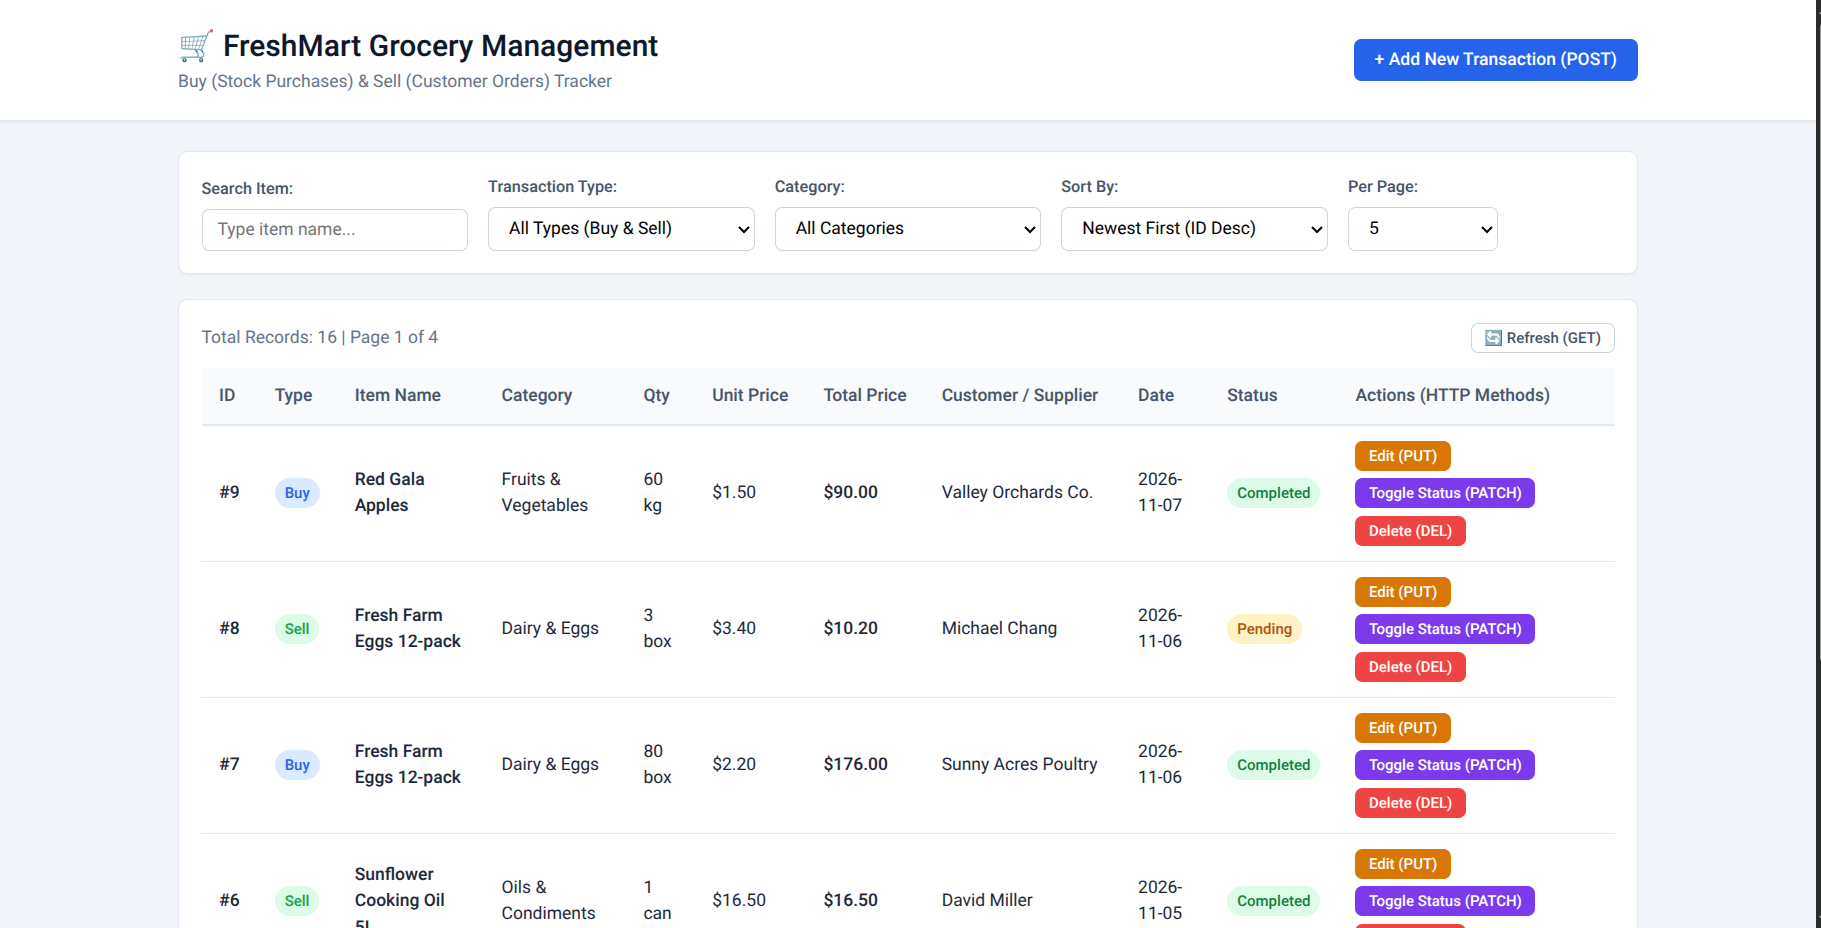 🛒 FreshMart Grocery Management
Buy (Stock Purchases) & Sell (Customer Orders) Tracker
+ Add New Transaction (POST)
Search Item:
Transaction Type:
Category:
Sort By:
Per Page:
Type item name...
All Types (Buy & Sell)
All Categories
Newest First (ID Desc)
5
Total Records: 16 | Page 1 of 4
🔄 Refresh (GET)
ID
Type
Item Name
Category
Qty
Unit Price
Total Price
Customer / Supplier
Date
Status
Actions (HTTP Methods)
#9
Buy
Red Gala
Apples
Fruits &
Vegetables
60
kg
$1.50
$90.00
Valley Orchards Co.
2026-
11-07
Completed
Edit (PUT)
Toggle Status (PATCH)
Delete (DEL)
#8
Sell
Fresh Farm
Eggs 12-pack
Dairy & Eggs
3
box
$3.40
$10.20
Michael Chang
2026-
11-06
Pending
Edit (PUT)
Toggle Status (PATCH)
Delete (DEL)
#7
Buy
Fresh Farm
Eggs 12-pack
Dairy & Eggs
80
box
$2.20
$176.00
Sunny Acres Poultry
2026-
11-06
Completed
Edit (PUT)
Toggle Status (PATCH)
Delete (DEL)
#6
Sell
Sunflower
Cooking Oil
5L
Oils &
Condiments
1
can
$16.50
$16.50
David Miller
2026-
11-05
Completed
Edit (PUT)
Toggle Status (PATCH)